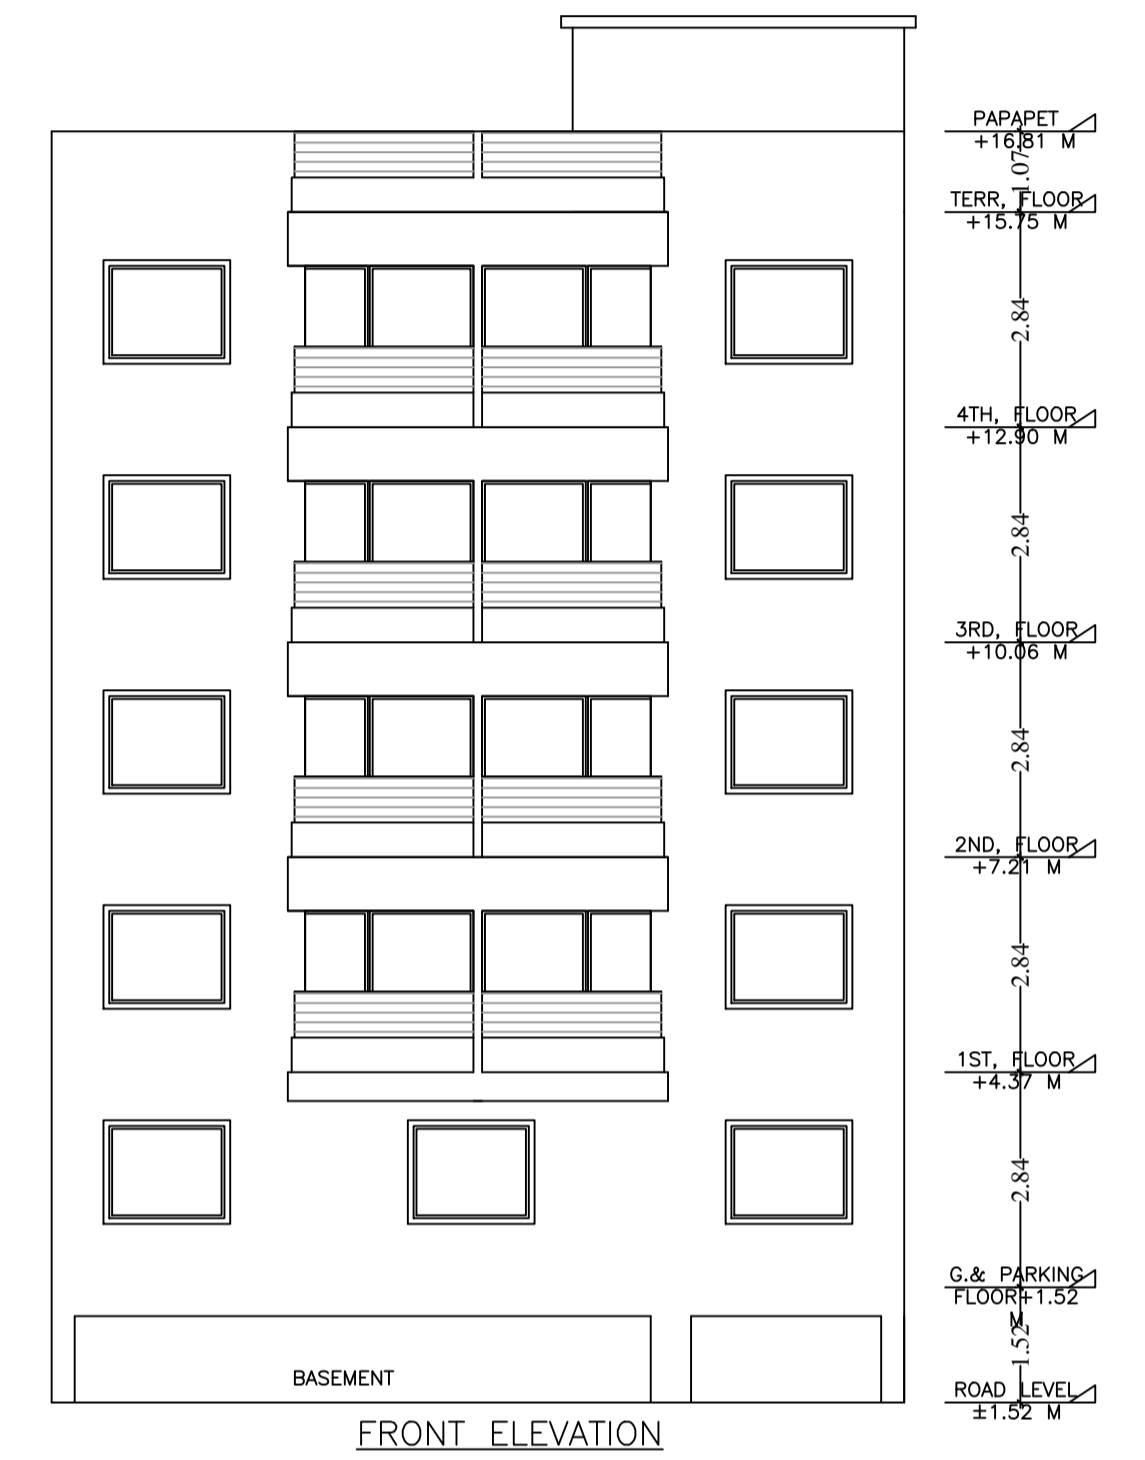 PAPAPET
+16.81 M
1.07
TERR, FLOOR
+15.75 M
2.84
4TH, FLOOR
+12.90 M
2.84
3RD, FLOOR
+10.06 M
2.84
2ND, FLOOR
+7.21 M
2.84
1ST, FLOOR
+4.37 M
2.84
G.& PARKING
FLOOR+1.52
M
1.52
BASEMENT
ROAD LEVEL
±1.52 M
FRONT ELEVATION